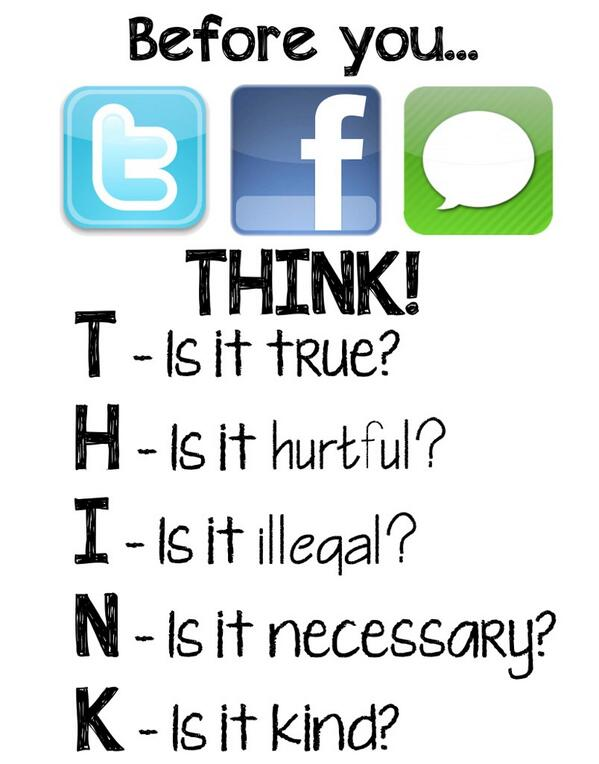 Before you...
t f
THINK!
T - Is it true?
H - Is it hurtful?
I - Is it illegal?
N - Is it necessary?
K - Is it kind?